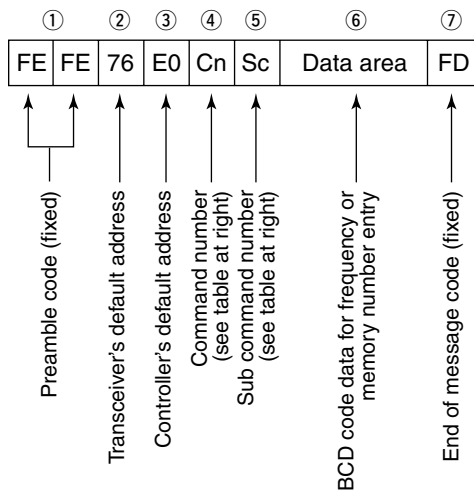 ① ② ③ ④ ⑤ ⑥ ⑦
FE FE 76 E0 Cn Sc Data area FD
Preamble code (fixed)
Transceiver's default address
Controller's default address
Command number
(see table at right)
Sub command number
(see table at right)
BCD code data for frequency or
memory number entry
End of message code (fixed)